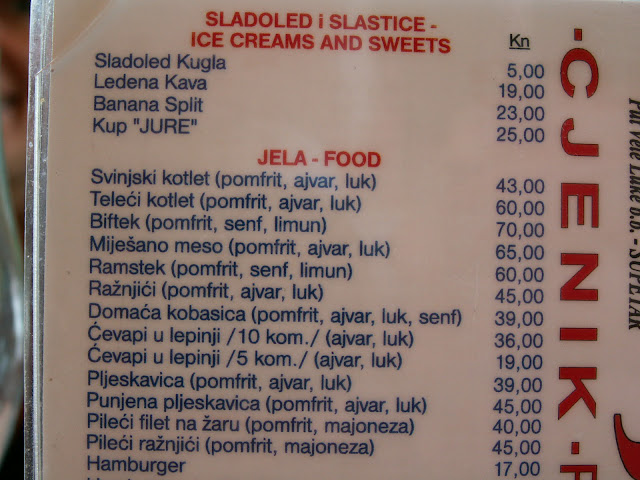 SLADOLED i SLASTICE -
ICE CREAMS AND SWEETS
Kn
Sladoled Kugla 5,00
Ledena Kava 19,00
Banana Split 23,00
Kup "JURE" 25,00
JELA - FOOD
Svinjski kotlet (pomfrit, ajvar, luk) 43,00
Teleći kotlet (pomfrit, ajvar, luk) 60,00
Biftek (pomfrit, senf, limun) 70,00
Miješano meso (pomfrit, ajvar, luk) 65,00
Ramstek (pomfrit, senf, limun) 60,00
Ražnjići (pomfrit, ajvar, luk) 45,00
Domaća kobasica (pomfrit, ajvar, luk, senf) 39,00
Ćevapi u lepinji /10 kom./ (ajvar, luk) 36,00
Ćevapi u lepinji /5 kom./ (ajvar, luk) 19,00
Pljeskavica (pomfrit, ajvar, luk) 39,00
Punjena pljeskavica (pomfrit, ajvar, luk) 45,00
Pileći filet na žaru (pomfrit, majoneza) 40,00
Pileći ražnjići (pomfrit, majoneza) 45,00
Hamburger 17,00
-CJENIK-
Put Vele Luke b.b. - SUPETAR